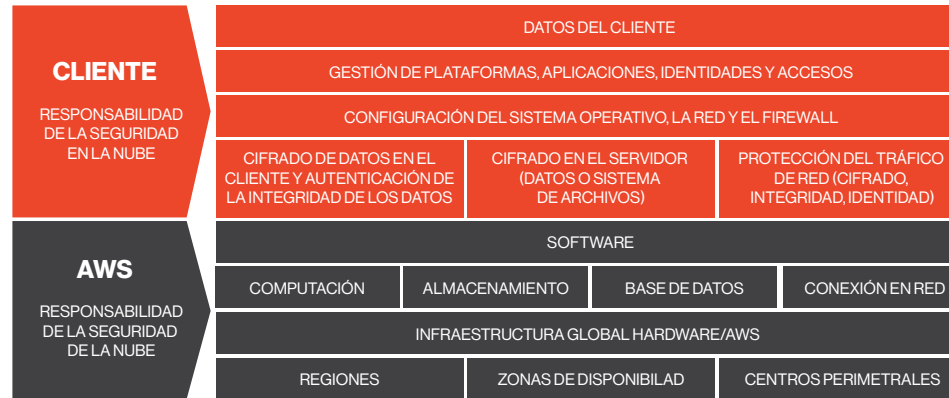 CLIENTE
RESPONSABILIDAD
DE LA SEGURIDAD
EN LA NUBE
DATOS DEL CLIENTE
GESTIÓN DE PLATAFORMAS, APLICACIONES, IDENTIDADES Y ACCESOS
CONFIGURACIÓN DEL SISTEMA OPERATIVO, LA RED Y EL FIREWALL
CIFRADO DE DATOS EN EL
CLIENTE Y AUTENTICACIÓN DE
LA INTEGRIDAD DE LOS DATOS
CIFRADO EN EL SERVIDOR
(DATOS O SISTEMA
DE ARCHIVOS)
PROTECCIÓN DEL TRÁFICO
DE RED (CIFRADO,
INTEGRIDAD, IDENTIDAD)
AWS
RESPONSABILIDAD
DE LA SEGURIDAD
DE LA NUBE
SOFTWARE
COMPUTACIÓN
ALMACENAMIENTO
BASE DE DATOS
CONEXIÓN EN RED
INFRAESTRUCTURA GLOBAL HARDWARE/AWS
REGIONES
ZONAS DE DISPONIBILAD
CENTROS PERIMETRALES